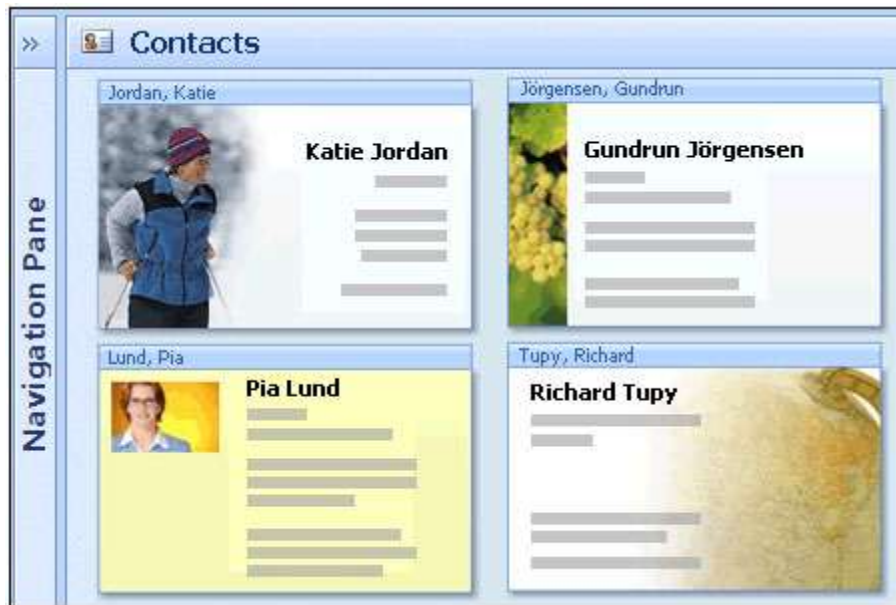 »
Contacts
Navigation Pane
Jordan, Katie
Katie Jordan
Jörgensen, Gundrun
Gundrun Jörgensen
Lund, Pia
Pia Lund
Tupy, Richard
Richard Tupy